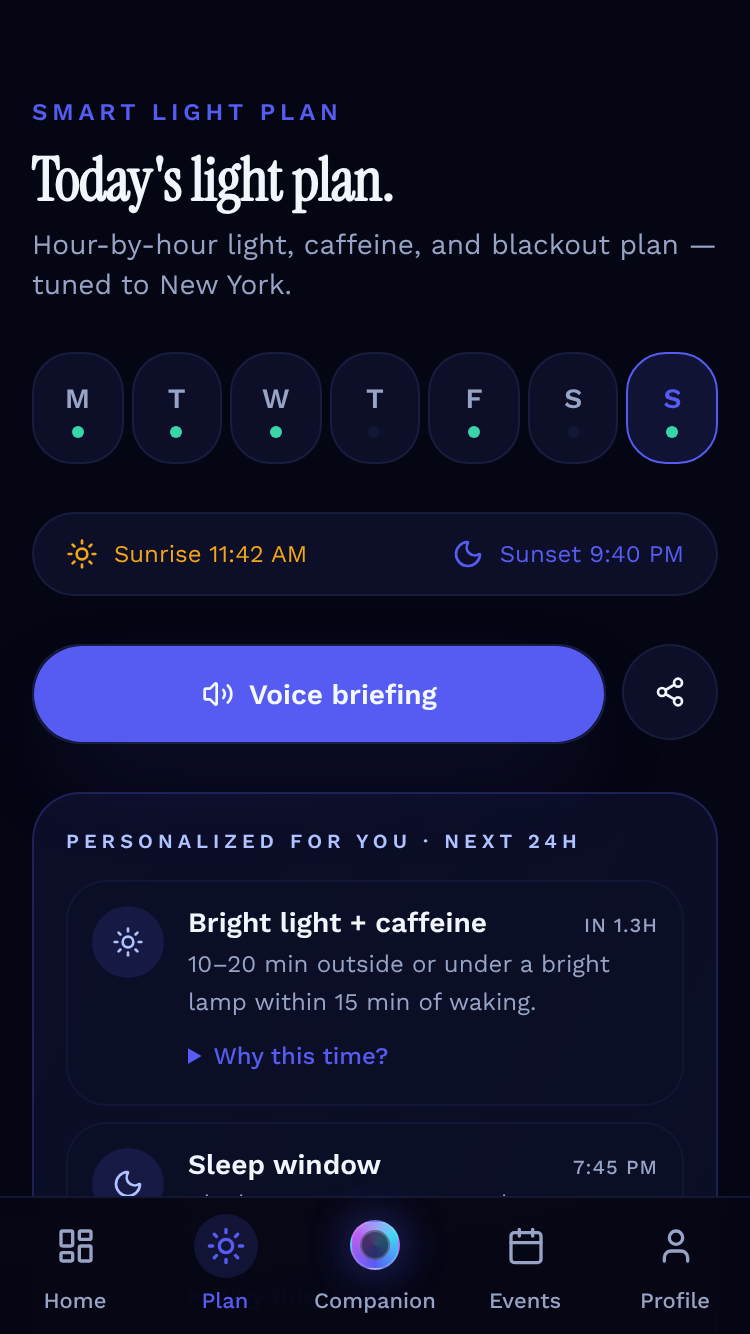 SMART LIGHT PLAN
Today's light plan.
Hour-by-hour light, caffeine, and blackout plan —
tuned to New York.
M T W T F S S
Sunrise 11:42 AM
Sunset 9:40 PM
Voice briefing
PERSONALIZED FOR YOU · NEXT 24H
Bright light + caffeine
IN 1.3H
10–20 min outside or under a bright
lamp within 15 min of waking.
Why this time?
Sleep window
7:45 PM
Home
Plan
Companion
Events
Profile